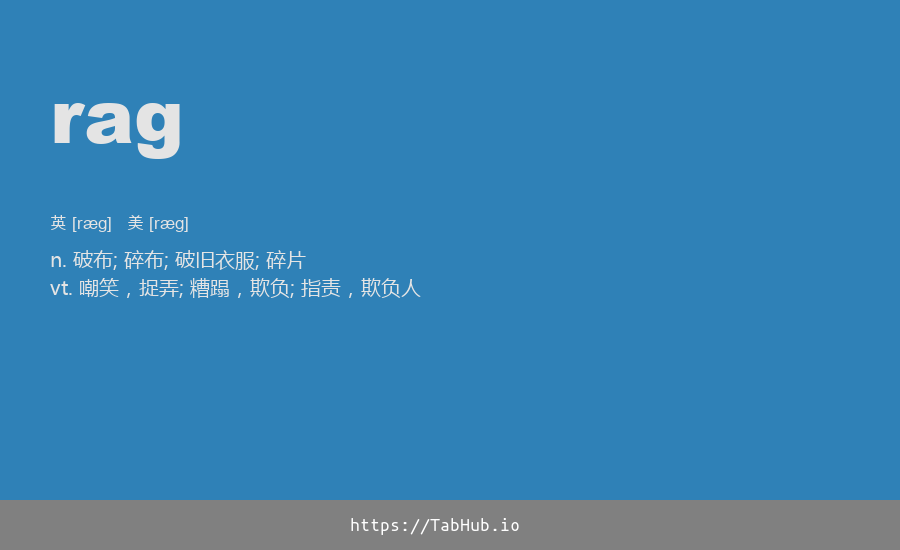 rag
英 [ræg] 美 [ræg]
n. 破布; 碎布; 破旧衣服; 碎片
vt. 嘲笑，捉弄; 糟蹋，欺负; 指责，欺负人
https://TabHub.io